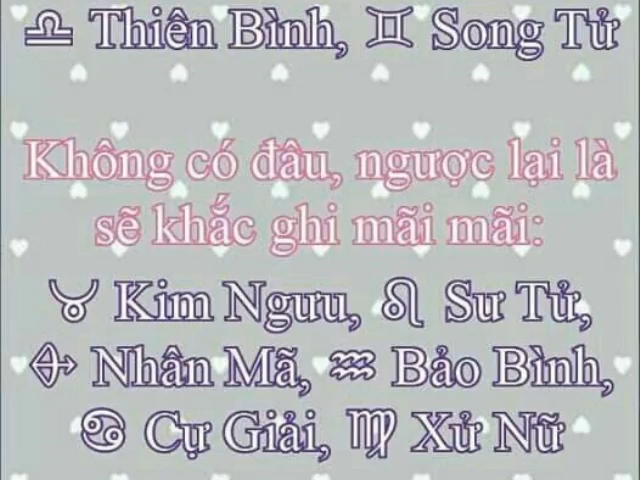 ♎ Thiên Bình, ♊ Song Tử
Không có đâu, ngược lại là
sẽ khắc ghi mãi mãi:
♉ Kim Ngưu, ♌ Sư Tử,
♐ Nhân Mã, ♒ Bảo Bình,
♋ Cự Giải, ♍ Xử Nữ